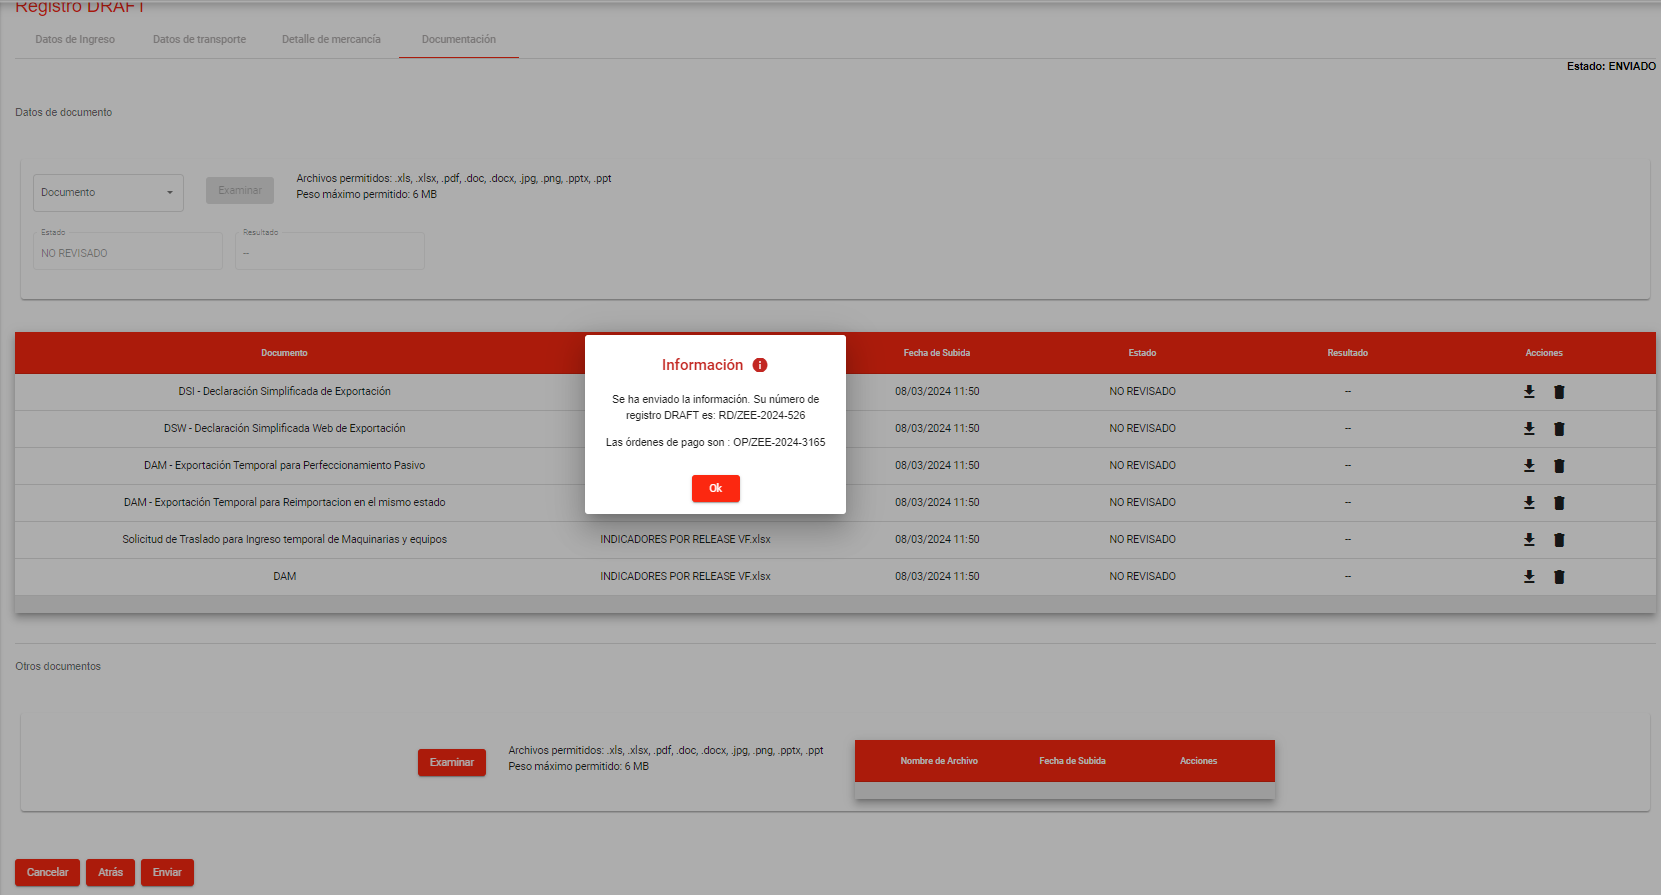 Registro DRAFT
Datos de Ingreso Datos de transporte Detalle de mercancía Documentación
Estado: ENVIADO
Datos de documento
Documento Examinar Archivos permitidos: .xls, .xlsx, .pdf, .doc, .docx, .jpg, .png, .pptx, .ppt
Peso máximo permitido: 6 MB
Estado Resultado
NO REVISADO --
Documento Fecha de Subida Estado Resultado Acciones
DSI - Declaración Simplificada de Exportación 08/03/2024 11:50 NO REVISADO --
DSW - Declaración Simplificada Web de Exportación 08/03/2024 11:50 NO REVISADO --
DAM - Exportación Temporal para Perfeccionamiento Pasivo 08/03/2024 11:50 NO REVISADO --
DAM - Exportación Temporal para Reimportacion en el mismo estado 08/03/2024 11:50 NO REVISADO --
Solicitud de Traslado para Ingreso temporal de Maquinarias y equipos INDICADORES POR RELEASE VF.xlsx 08/03/2024 11:50 NO REVISADO --
DAM INDICADORES POR RELEASE VF.xlsx 08/03/2024 11:50 NO REVISADO --
Información
Se ha enviado la información. Su número de
registro DRAFT es: RD/ZEE-2024-526
Las órdenes de pago son : OP/ZEE-2024-3165
Ok
Otros documentos
Examinar Archivos permitidos: .xls, .xlsx, .pdf, .doc, .docx, .jpg, .png, .pptx, .ppt
Peso máximo permitido: 6 MB
Nombre de Archivo Fecha de Subida Acciones
Cancelar Atrás Enviar